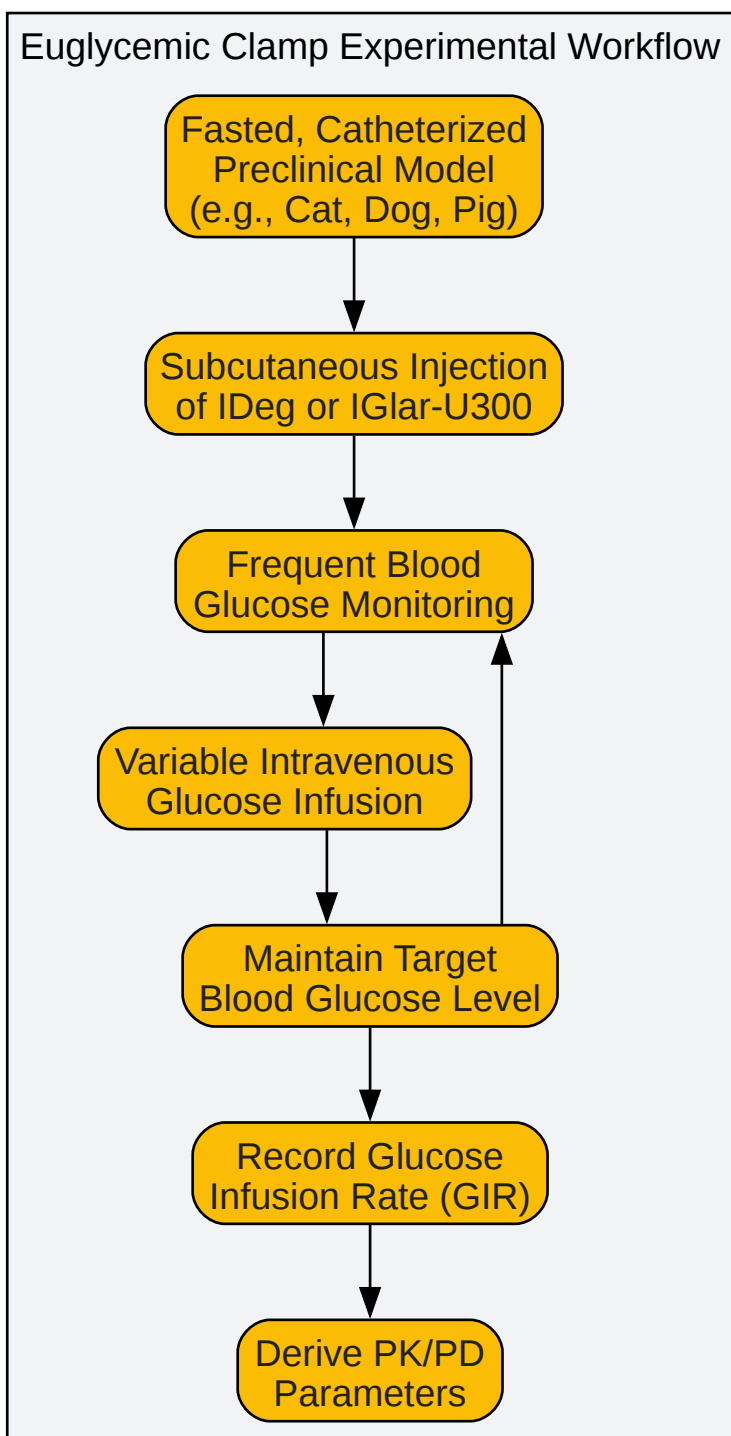 Euglycemic Clamp Experimental Workflow
Fasted, Catheterized
Preclinical Model
(e.g., Cat, Dog, Pig)
Subcutaneous Injection
of IDeg or IGlar-U300
Frequent Blood
Glucose Monitoring
Variable Intravenous
Glucose Infusion
Maintain Target
Blood Glucose Level
Record Glucose
Infusion Rate (GIR)
Derive PK/PD
Parameters